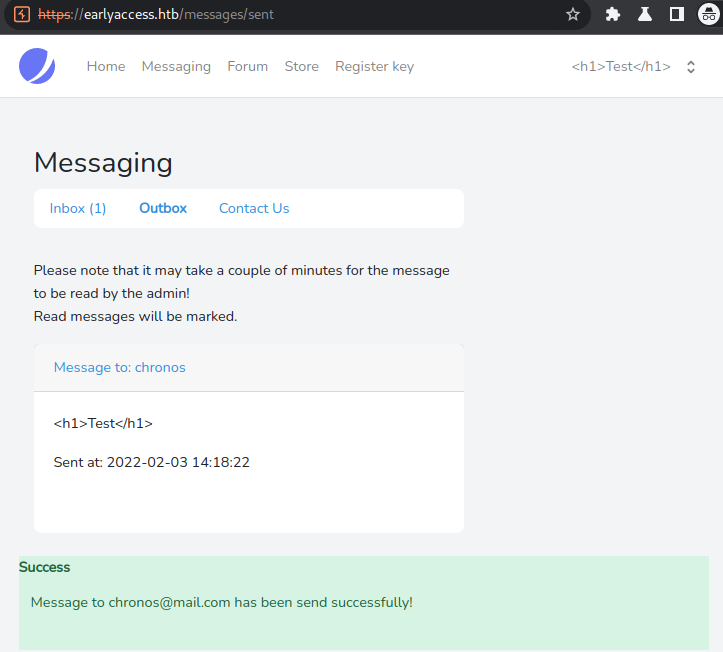 https://earlyaccess.htb/messages/sent
Home Messaging Forum Store Register key <h1>Test</h1>
Messaging
Inbox (1) Outbox Contact Us
Please note that it may take a couple of minutes for the message
to be read by the admin!
Read messages will be marked.
Message to: chronos
<h1>Test</h1>
Sent at: 2022-02-03 14:18:22
Success
Message to chronos@mail.com has been send successfully!